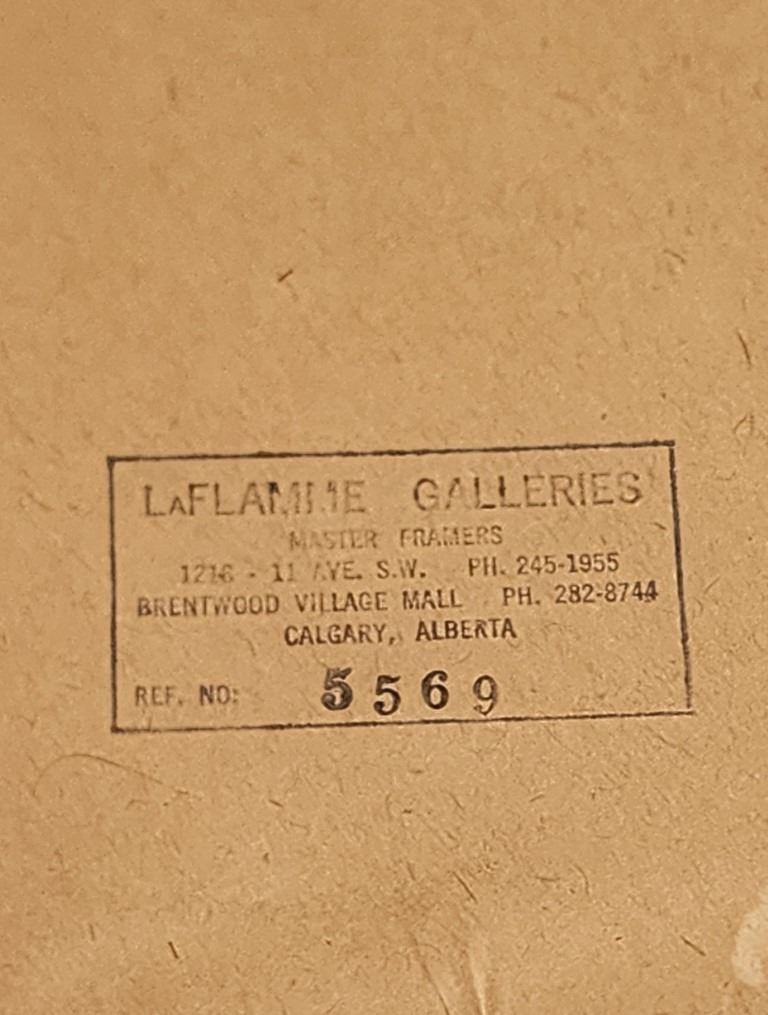 LAFLAMME GALLERIES
MASTER FRAMERS
- 11 AVE. S.W. PH. 245-1955
BRENTWOOD VILLAGE MALL PH. 282-8744
CALGARY, ALBERTA
REF. NO: 5569